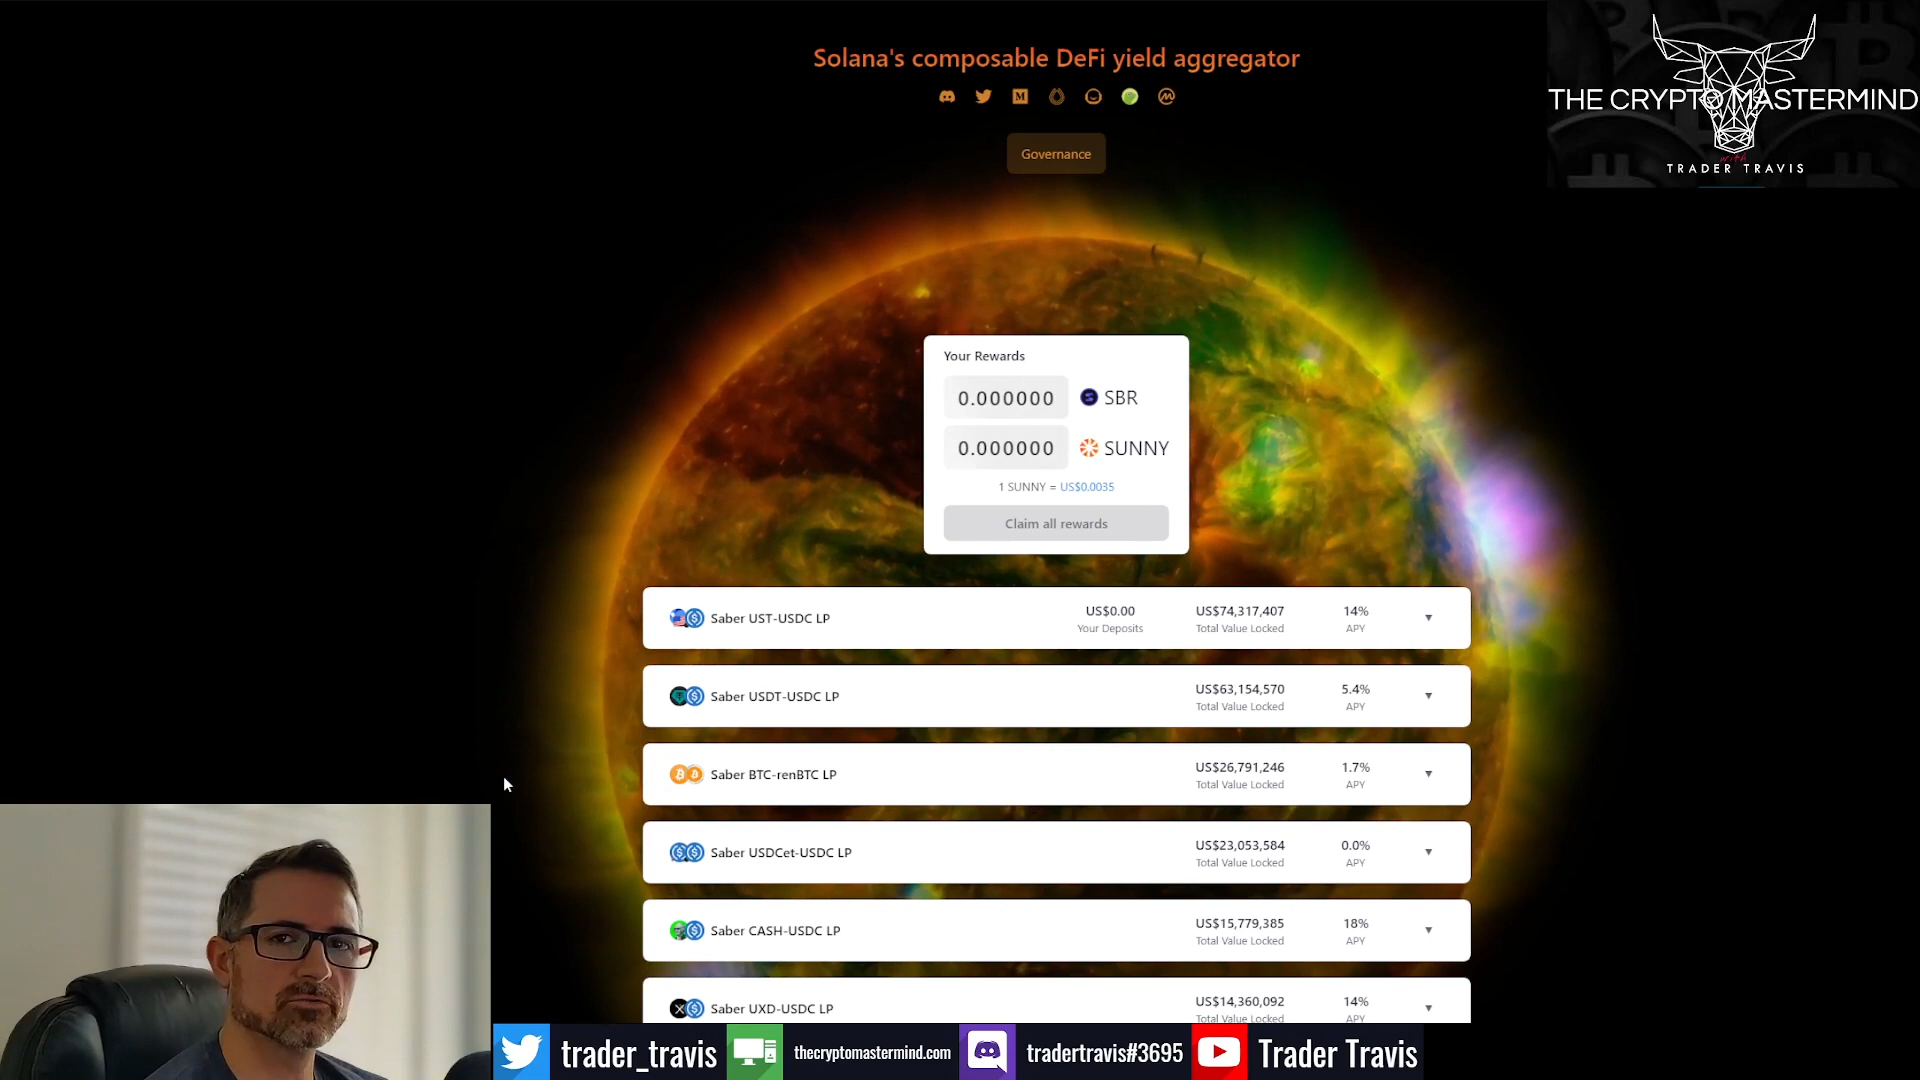 Solana's composable DeFi yield aggregator
Governance
THE CRYPTO MASTERMIND
with
TRADER TRAVIS
Your Rewards
0.000000 SBR
0.000000 SUNNY
1 SUNNY = US$0.0035
Claim all rewards
Saber UST-USDC LP US$0.00 US$74,317,407 14%
Your Deposits Total Value Locked APY
Saber USDT-USDC LP US$63,154,570 5.4%
Total Value Locked APY
Saber BTC-renBTC LP US$26,791,246 1.7%
Total Value Locked APY
Saber USDCet-USDC LP US$23,053,584 0.0%
Total Value Locked APY
Saber CASH-USDC LP US$15,779,385 18%
Total Value Locked APY
Saber UXD-USDC LP US$14,360,092 14%
Total Value Locked APY
trader_travis thecryptomastermind.com tradertravis#3695 Trader Travis